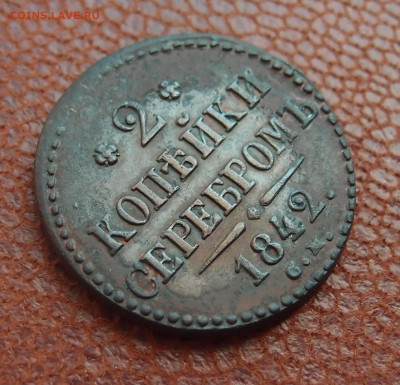 COINS.LAVE.RU
2
КОПѢЙКИ
СЕРЕБРОМЪ
1842.
С.М.